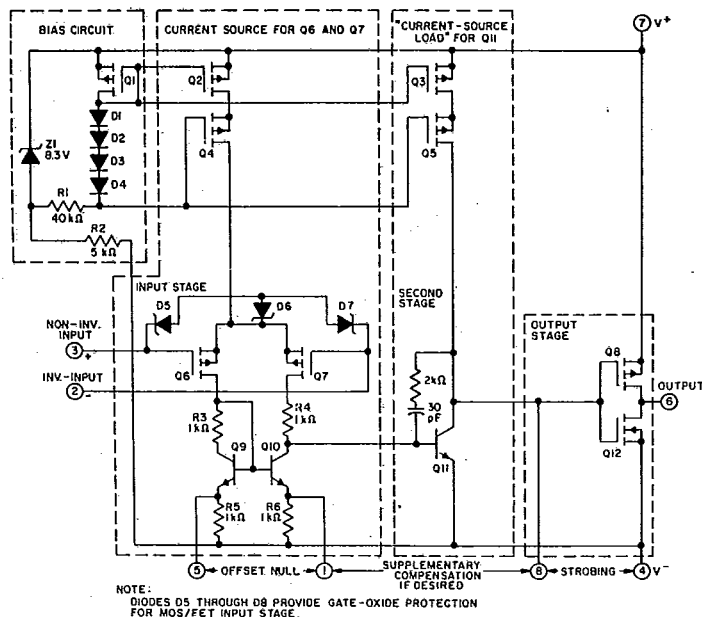 BIAS CIRCUIT
CURRENT SOURCE FOR Q6 AND Q7
"CURRENT-SOURCE
LOAD" FOR Q11
7 V+
Q1
Q2
Q3
D1
D2
D3
D4
Z1
8.3V
Q4
Q5
R1
40kΩ
R2
5 kΩ
INPUT STAGE
D5
D6
D7
SECOND
STAGE
OUTPUT
STAGE
NON-INV.
INPUT
3 +
Q6
Q7
Q8
INV.-INPUT
2 -
2kΩ
30
pF
OUTPUT
6
R3
1kΩ
R4
1kΩ
Q9
Q10
Q11
Q12
R5
1kΩ
R6
1kΩ
5 OFFSET NULL 1
SUPPLEMENTARY
COMPENSATION
IF DESIRED
8 STROBING 4 V-
NOTE:
DIODES D5 THROUGH D8 PROVIDE GATE-OXIDE PROTECTION
FOR MOS/FET INPUT STAGE.